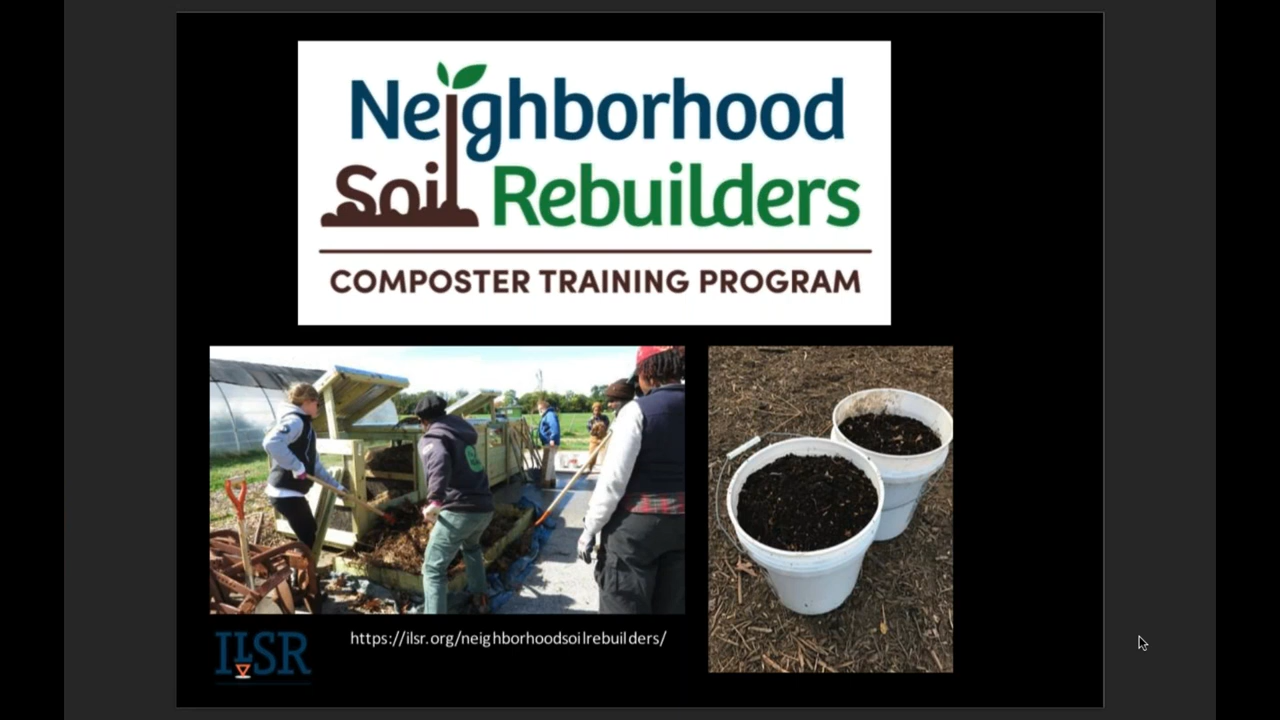 Neighborhood
Soil Rebuilders
COMPOSTER TRAINING PROGRAM
ILSR
https://ilsr.org/neighborhoodsoilrebuilders/